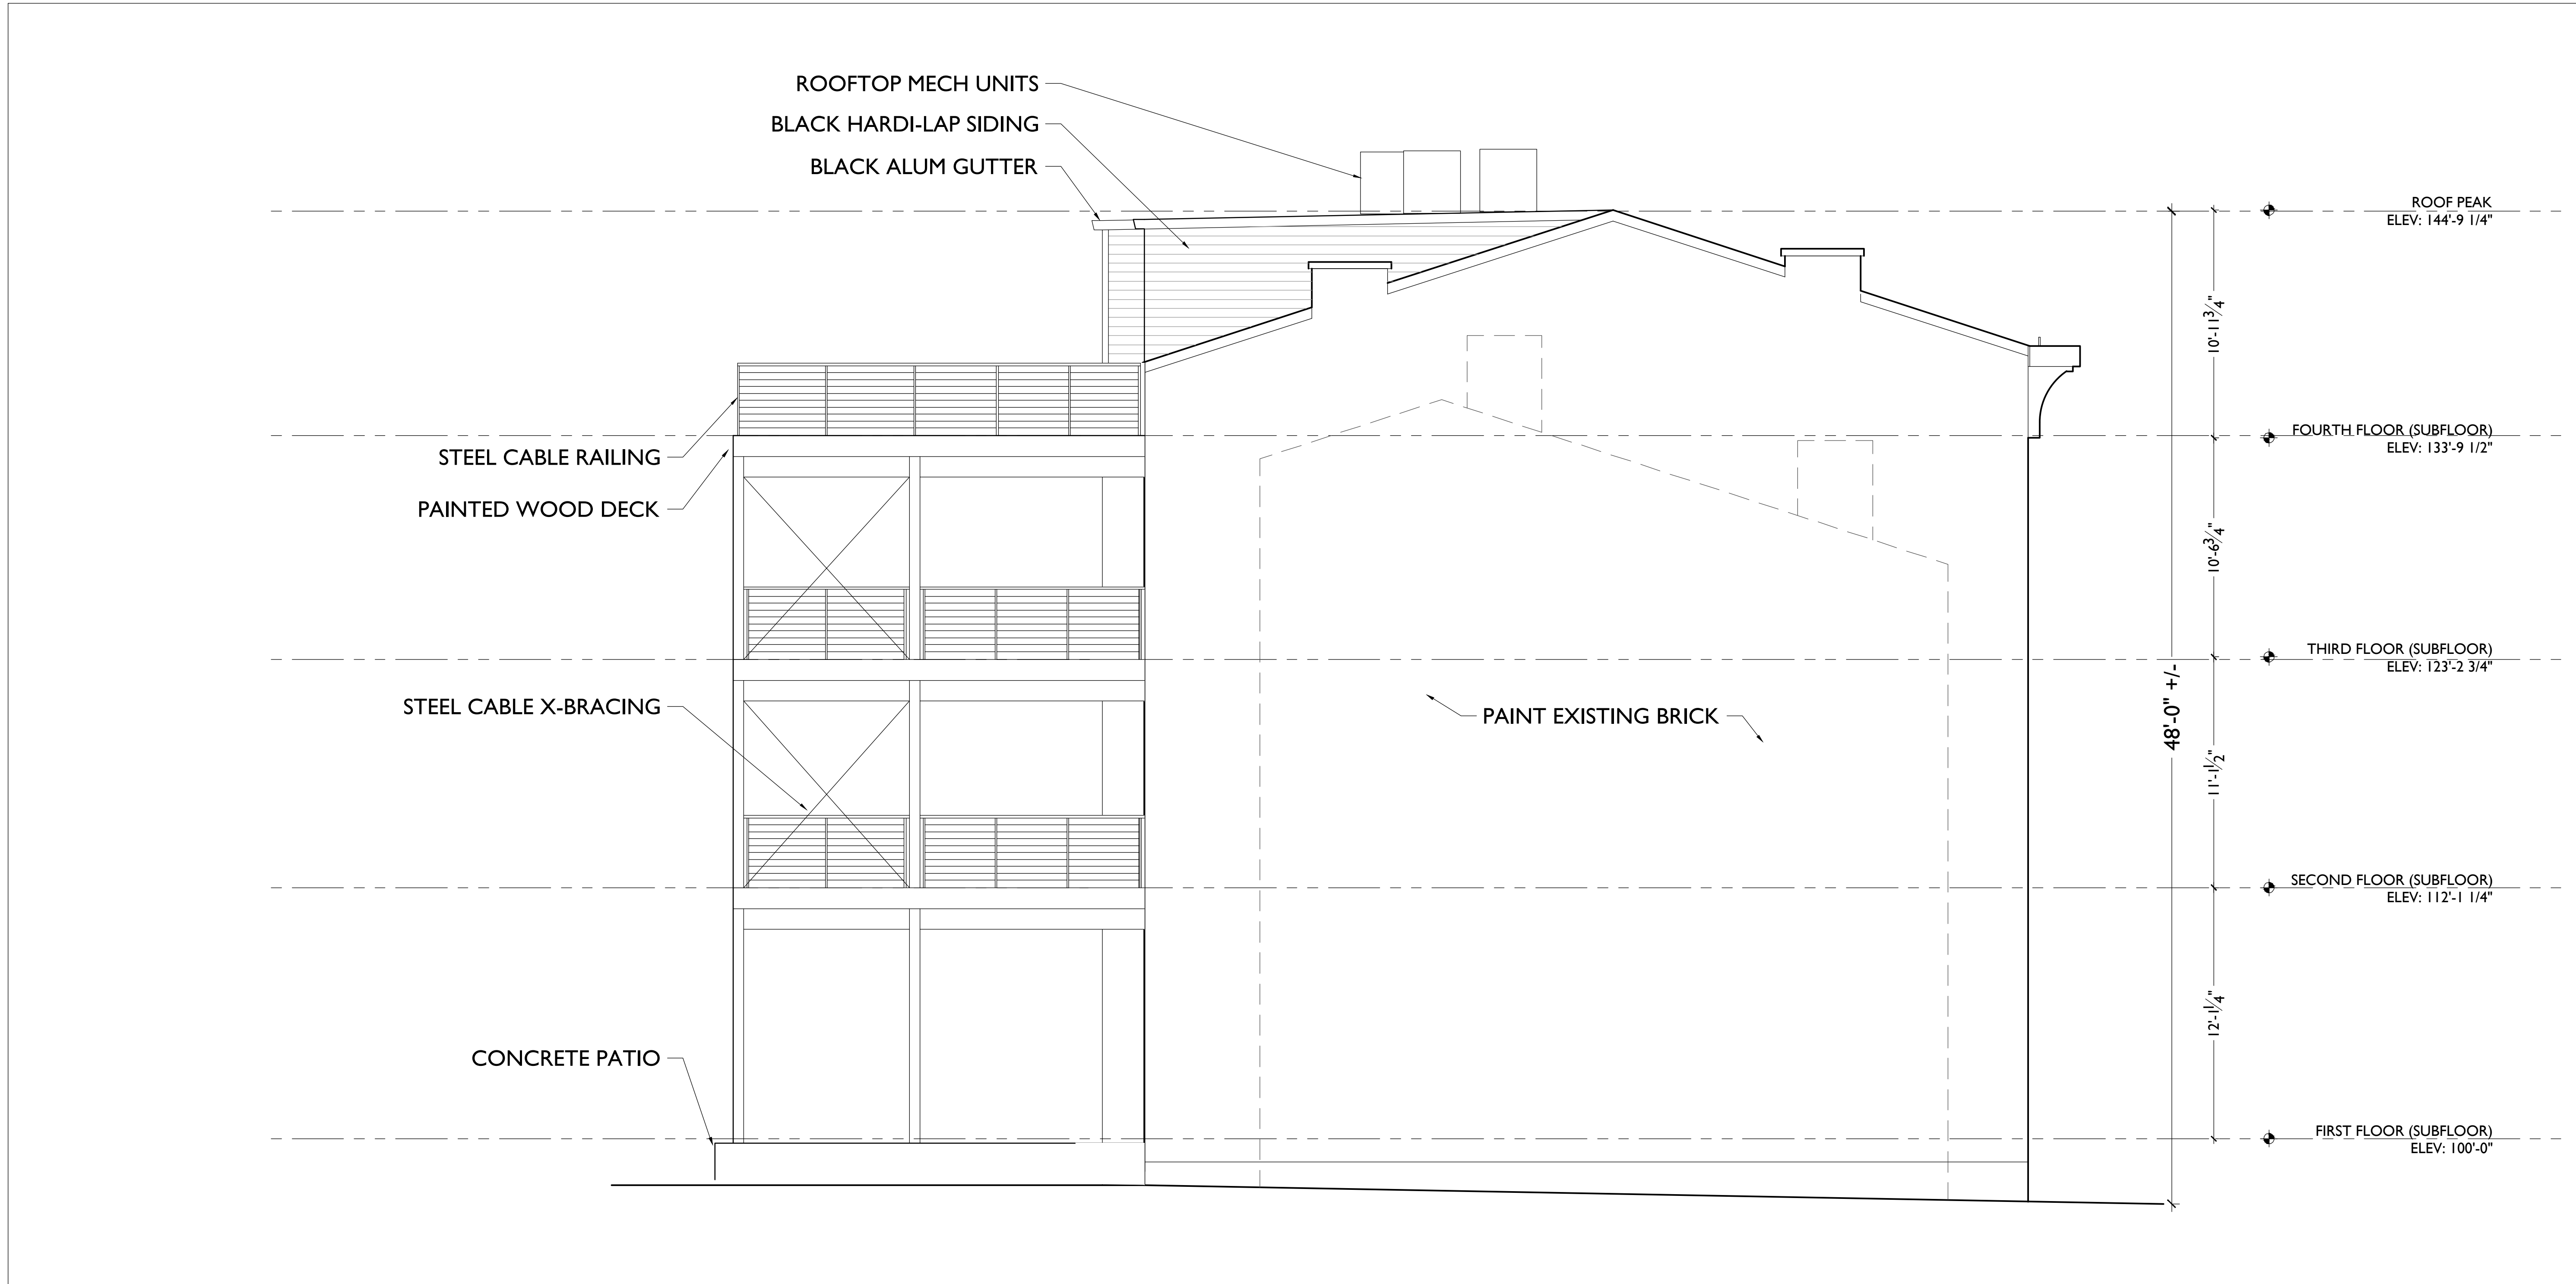 ROOFTOP MECH UNITS
BLACK HARDI-LAP SIDING
BLACK ALUM GUTTER
ROOF PEAK
ELEV: 144'-9 1/4"
10'-11 3/4"
FOURTH FLOOR (SUBFLOOR)
ELEV: 133'-9 1/2"
STEEL CABLE RAILING
PAINTED WOOD DECK
10'-6 3/4"
THIRD FLOOR (SUBFLOOR)
ELEV: 123'-2 3/4"
STEEL CABLE X-BRACING
PAINT EXISTING BRICK
48'-0" +/-
11'-1 1/2"
SECOND FLOOR (SUBFLOOR)
ELEV: 112'-1 1/4"
12'-1 1/4"
CONCRETE PATIO
FIRST FLOOR (SUBFLOOR)
ELEV: 100'-0"